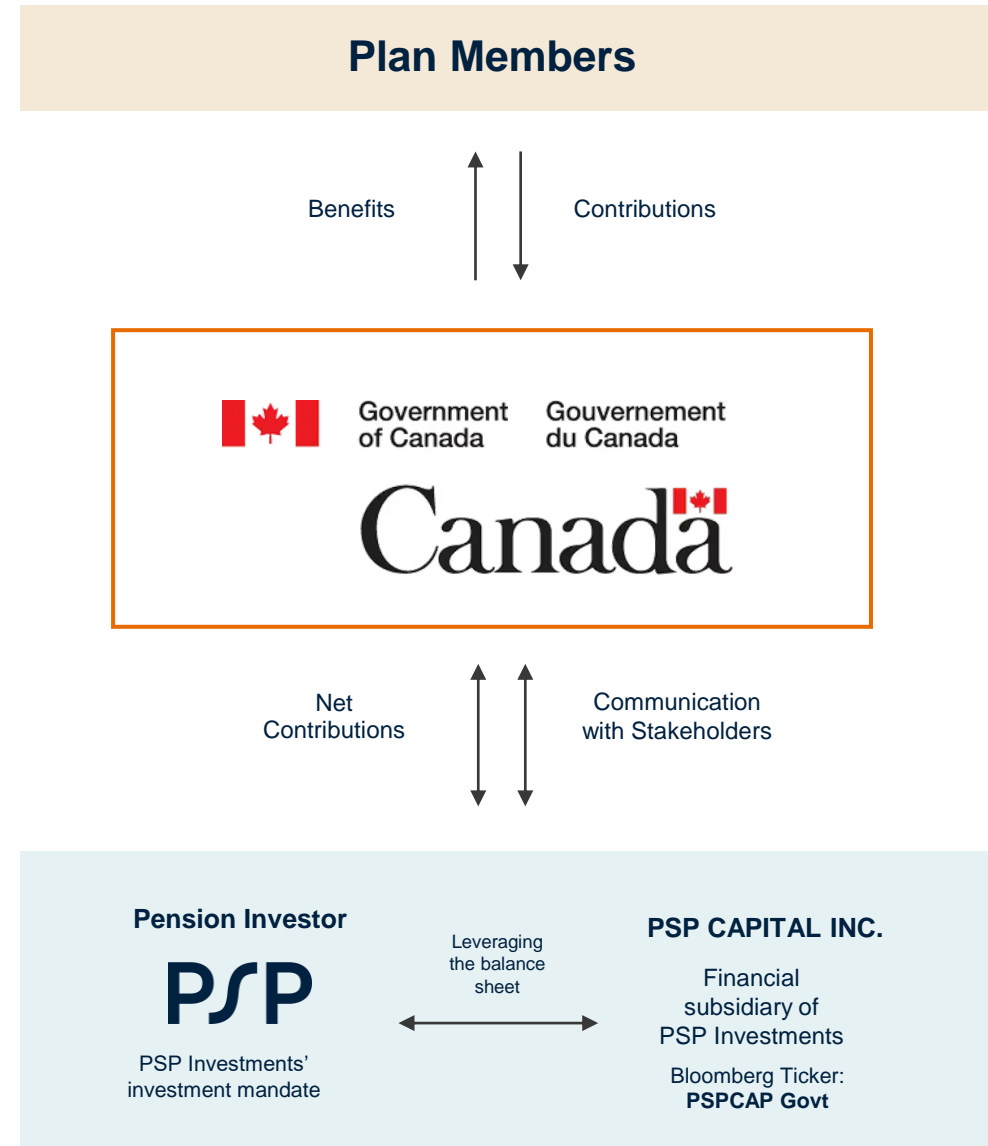 Plan Members
Benefits
Contributions
Government
of Canada
Gouvernement
du Canada
Canada
Net
Contributions
Communication
with Stakeholders
Pension Investor
PSP
PSP Investments’
investment mandate
Leveraging
the balance
sheet
PSP CAPITAL INC.
Financial
subsidiary of
PSP Investments
Bloomberg Ticker:
PSPCAP Govt